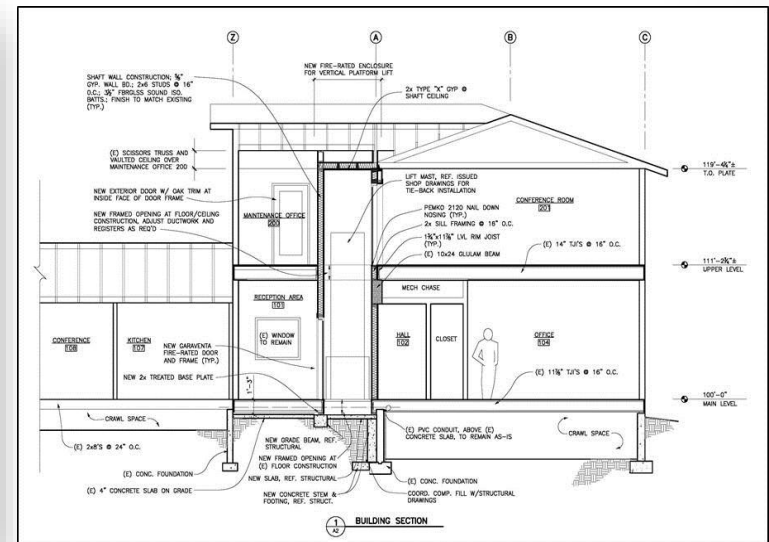 Z
A
B
C
NEW FIRE-RATED ENCLOSURE
FOR VERTICAL PLATFORM LIFT
SHAFT WALL CONSTRUCTION; ⅝"
GYP. WALL BD.; 2x6 STUDS @ 16"
O.C.; 3½" FBRGLSS SOUND ISO.
BATTS.; FINISH TO MATCH EXISTING
(TYP.)
2x TYPE "X" GYP @
SHAFT CEILING
(E) SCISSORS TRUSS AND
VAULTED CEILING OVER
MAINTENANCE OFFICE 200
NEW EXTERIOR DOOR W/ OAK TRIM AT
INSIDE FACE OF DOOR FRAME
NEW FRAMED OPENING AT FLOOR/CEILING
CONSTRUCTION, ADJUST DUCTWORK AND
REGISTERS AS REQ'D
MAINTENANCE OFFICE
200
LIFT MAST, REF. ISSUED
SHOP DRAWINGS FOR
TIE-BACK INSTALLATION
CONFERENCE ROOM
201
PEMKO 2120 NAIL DOWN
NOSING (TYP.)
2x SILL FRAMING @ 16" O.C.
1¾"x11⅞" LVL RIM JOIST
(TYP.)
(E) 10x24 GLULAM BEAM
(E) 14" TJI'S @ 16" O.C.
119'-4¾"±
T.O. PLATE
111'-2¾"±
UPPER LEVEL
RECEPTION AREA
101
(E) WINDOW
TO REMAIN
MECH CHASE
HALL
102
CLOSET
OFFICE
104
CONFERENCE
108
KITCHEN
107
NEW GARAVENTA
FIRE-RATED DOOR
AND FRAME (TYP.)
NEW 2x TREATED BASE PLATE
1'-3"
(E) 11⅞" TJI'S @ 16" O.C.
100'-0"
MAIN LEVEL
CRAWL SPACE
(E) 2x8'S @ 24" O.C.
(E) CONC. FOUNDATION
(E) 4" CONCRETE SLAB ON GRADE
NEW GRADE BEAM, REF.
STRUCTURAL
NEW FRAMED OPENING AT
(E) FLOOR CONSTRUCTION
NEW SLAB, REF. STRUCTURAL
NEW CONCRETE STEM &
FOOTING, REF. STRUCT.
(E) PVC CONDUIT, ABOVE (E)
CONCRETE SLAB, TO REMAIN AS-IS
CRAWL SPACE
(E) CONC. FOUNDATION
COORD. COMP. FILL W/STRUCTURAL
DRAWINGS
1
A2
BUILDING SECTION